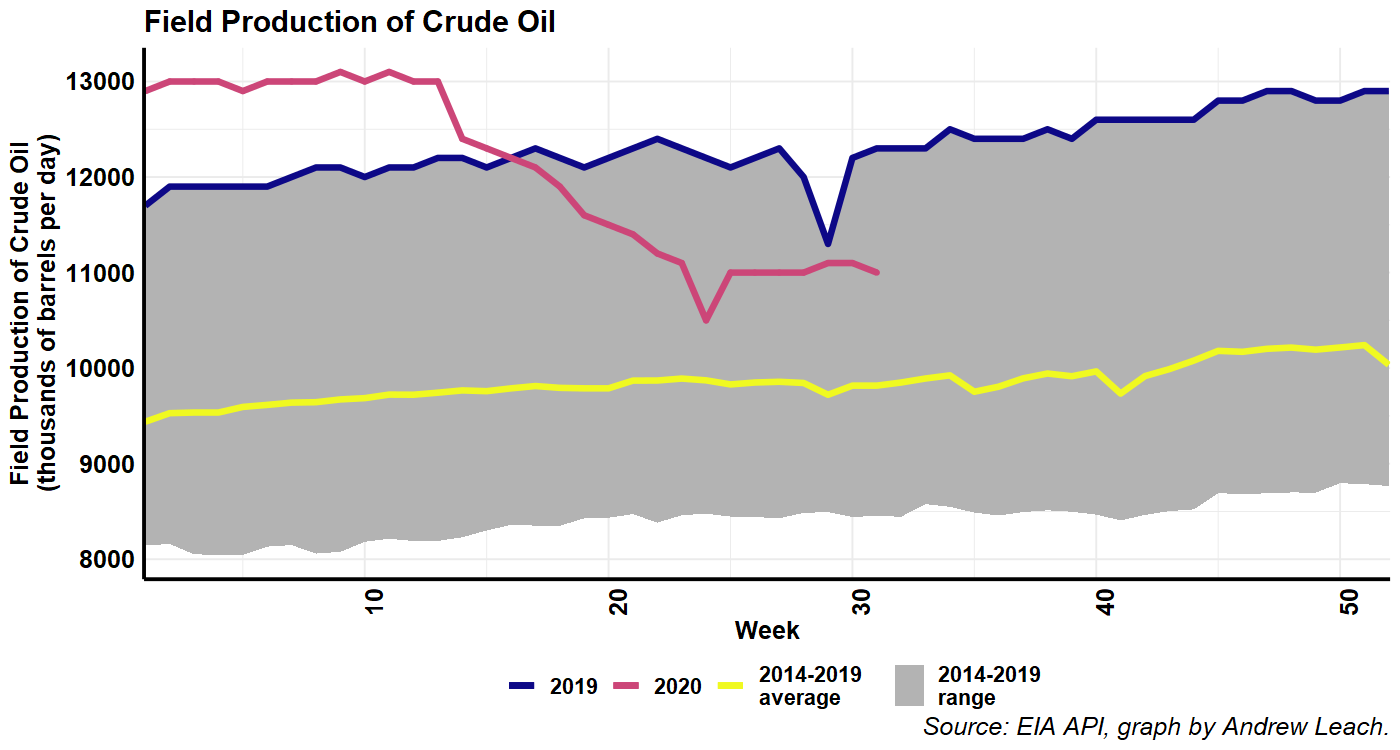 Field Production of Crude Oil
Field Production of Crude Oil
(thousands of barrels per day)
13000
12000
11000
10000
9000
8000
10
20
30
40
50
Week
2019
2020
2014-2019
average
2014-2019
range
Source: EIA API, graph by Andrew Leach.